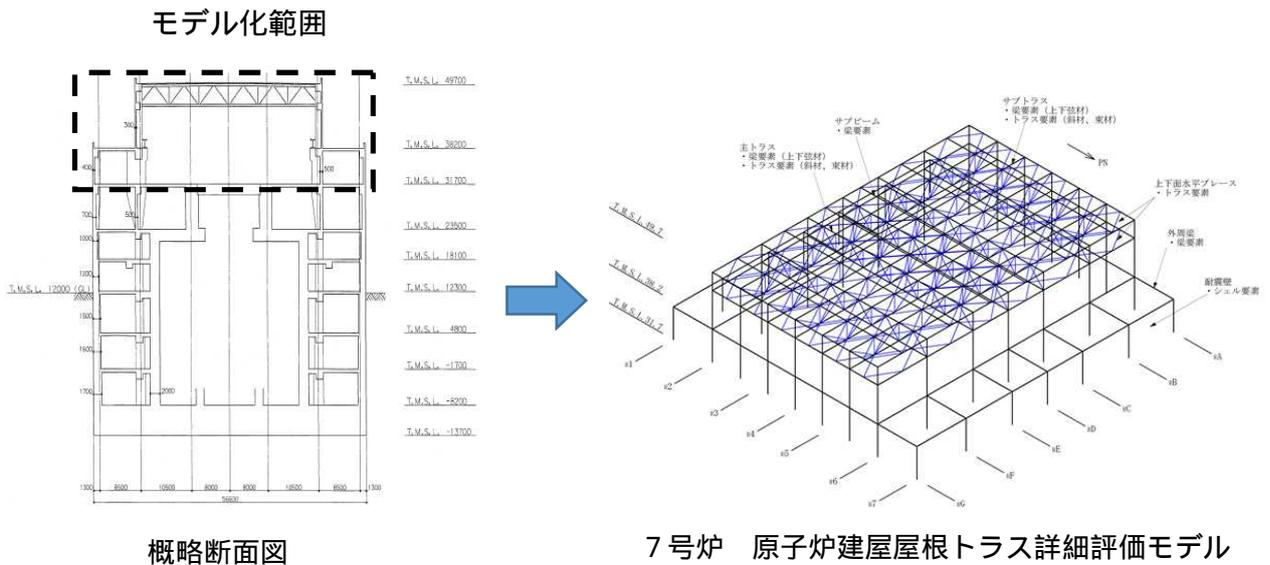 モデル化範囲
T.M.S.L. 49700
T.M.S.L. 38200
T.M.S.L. 31700
T.M.S.L. 23500
T.M.S.L. 18100
T.M.S.L. 12000 (GL)
T.M.S.L. 12300
T.M.S.L. 4800
T.M.S.L. -1700
T.M.S.L. -8200
T.M.S.L. -13700
300
400
500
700
500
1000
1600
1700
2000
1300
8500
10500
8000
8000
10500
8500
1300
56600
概略断面図
サブトラス
・梁要素（上下弦材）
・トラス要素（斜材、束材）
サブビーム
・梁要素
主トラス
・梁要素（上下弦材）
・トラス要素（斜材、束材）
PN
上下面水平ブレース
・トラス要素
外周梁
・梁要素
耐震壁
・シェル要素
T.M.S.L.49.7
T.M.S.L.38.2
T.M.S.L.31.7
R1
R2
R3
R4
R5
R6
R7
RA
RB
RC
RD
RE
RF
RG
７号炉　原子炉建屋屋根トラス詳細評価モデル